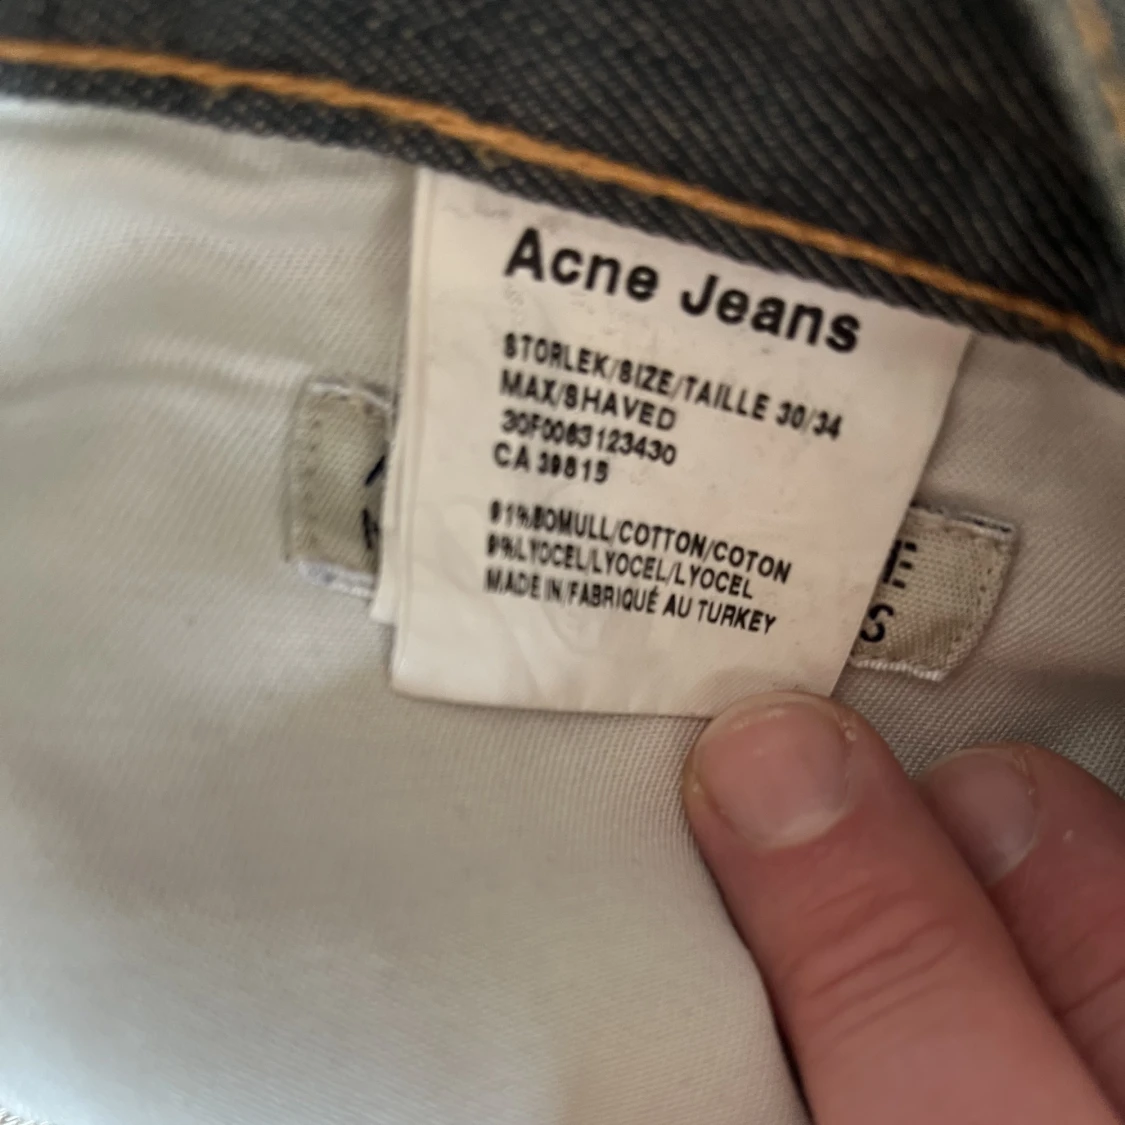 Acne Jeans
STORLEK/SIZE/TAILLE 30/34
MAX/SHAVED
30F0063123430
CA 39815
91%BOMULL/COTTON/COTON
9%LYOCEL/LYOCEL/LYOCEL
MADE IN/FABRIQUÉ AU TURKEY
E
S